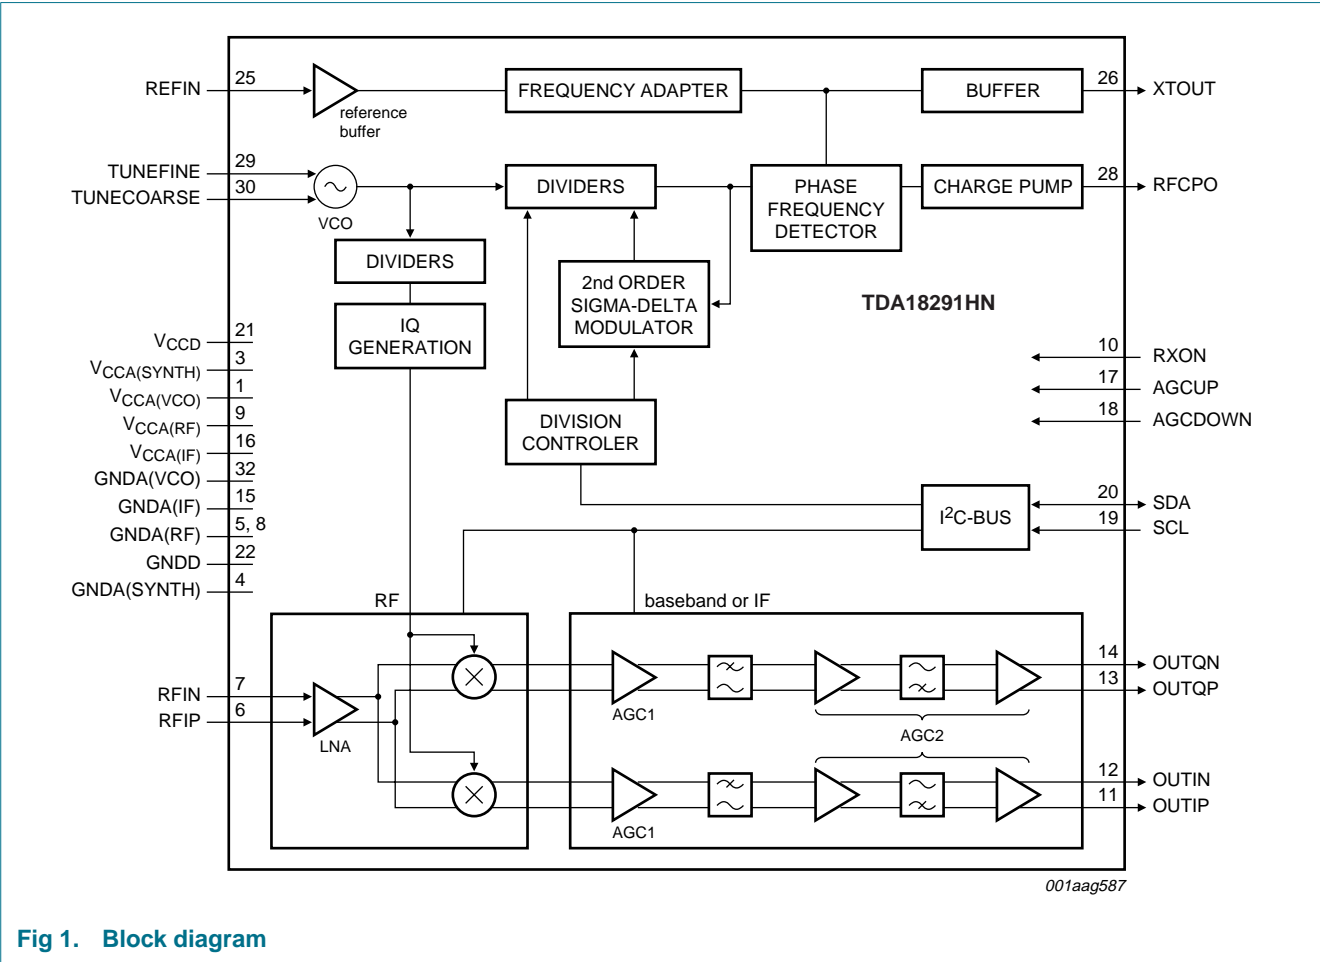 REFIN 25
reference
buffer
FREQUENCY ADAPTER
BUFFER
26 XTOUT
TUNEFINE 29
TUNECOARSE 30
VCO
DIVIDERS
PHASE
FREQUENCY
DETECTOR
CHARGE PUMP
28 RFCPO
DIVIDERS
2nd ORDER
SIGMA-DELTA
MODULATOR
TDA18291HN
IQ
GENERATION
VCCD 21
VCCA(SYNTH) 3
VCCA(VCO) 1
VCCA(RF) 9
VCCA(IF) 16
GNDA(VCO) 32
GNDA(IF) 15
GNDA(RF) 5, 8
GNDD 22
GNDA(SYNTH) 4
10 RXON
17 AGCUP
18 AGCDOWN
DIVISION
CONTROLER
I2C-BUS
20 SDA
19 SCL
RF
baseband or IF
RFIN 7
RFIP 6
LNA
AGC1
AGC2
14 OUTQN
13 OUTQP
AGC1
12 OUTIN
11 OUTIP
001aag587
Fig 1. Block diagram